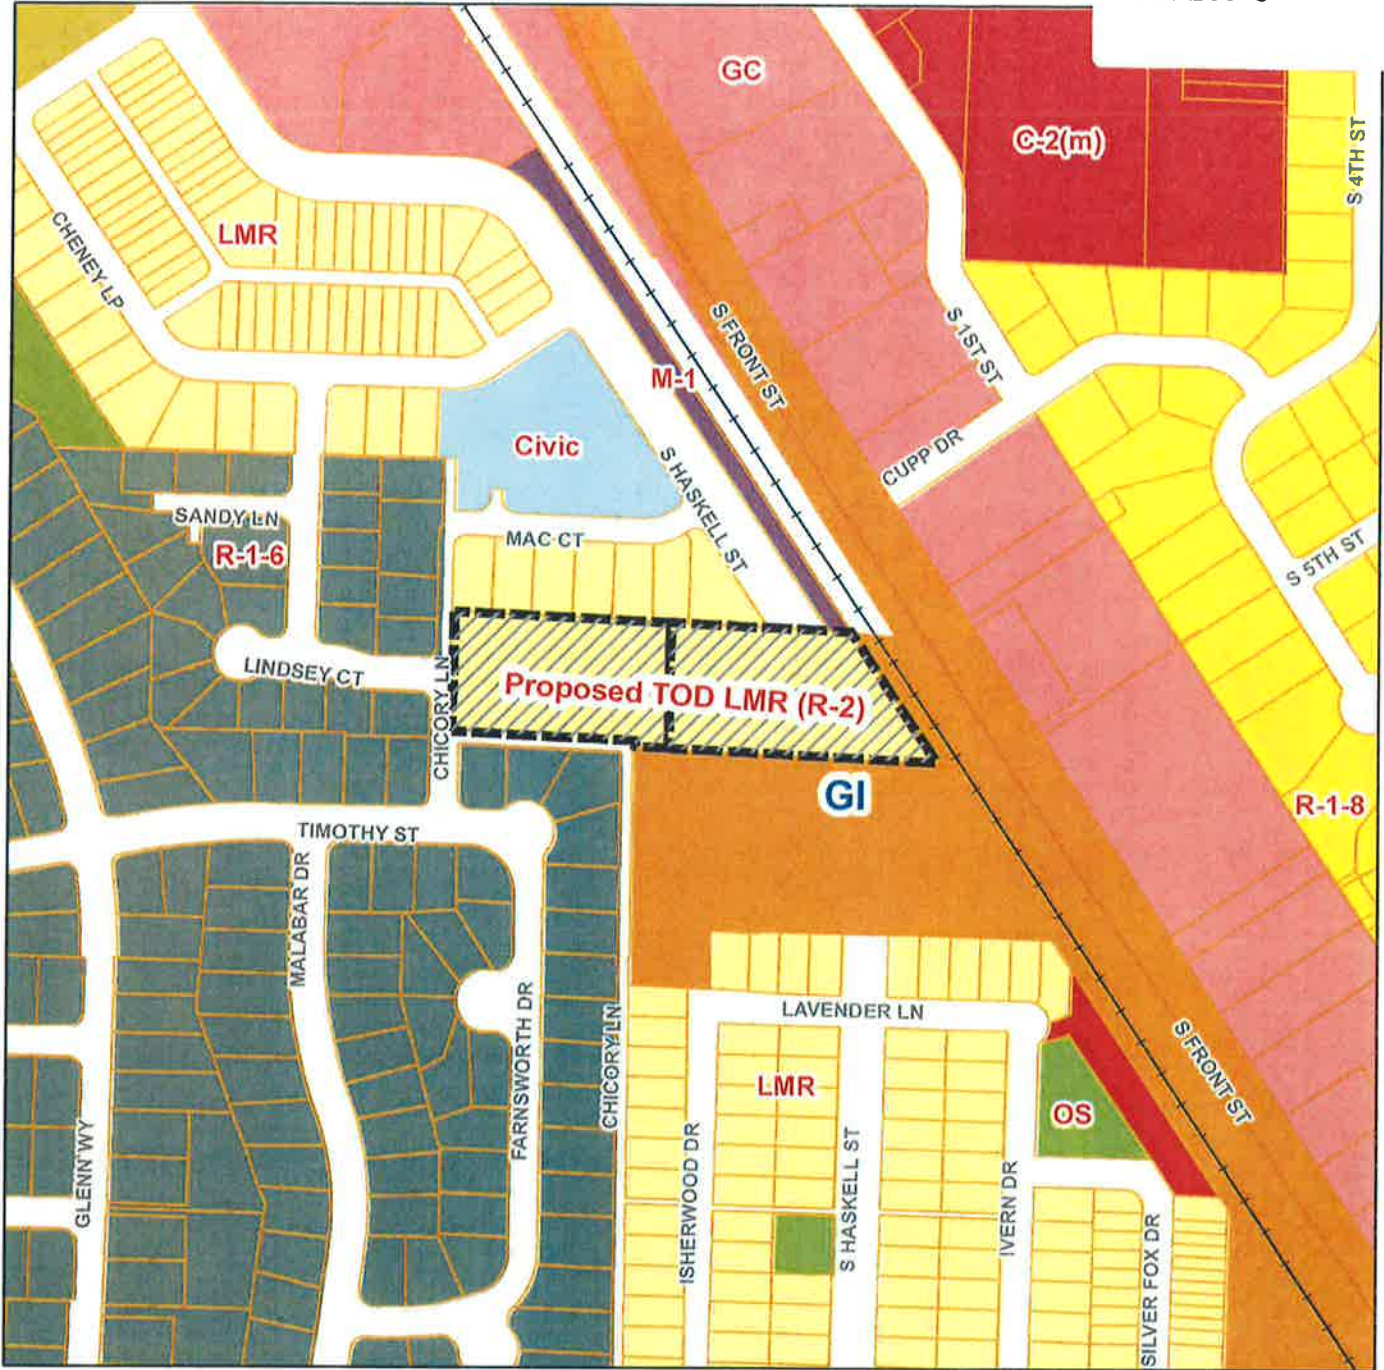 GC
C-2(m)
S 4TH ST
LMR
CHENEY LP
S FRONT ST
S 1ST ST
M-1
Civic
S HASKELL ST
CUPP DR
SANDY LN
MAC CT
R-1-6
S 5TH ST
LINDSEY CT
CHICORY LN
Proposed TOD LMR (R-2)
GI
R-1-8
TIMOTHY ST
MALABAR DR
FARNSWORTH DR
CHICORY LN
LAVENDER LN
S FRONT ST
LMR
OS
GLENN WY
ISHERWOOD DR
S HASKELL ST
IVERN DR
SILVER FOX DR